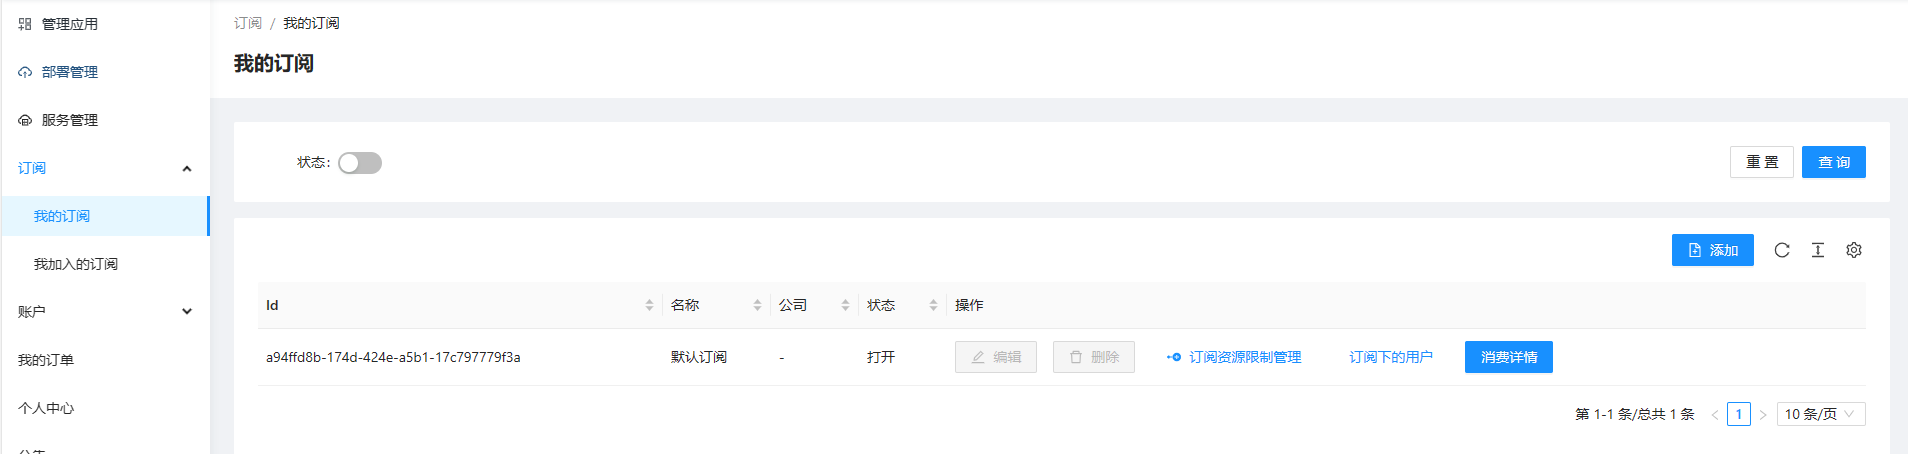 管理应用
部署管理
服务管理
订阅
我的订阅
我加入的订阅
账户
我的订单
个人中心
公告
订阅 / 我的订阅
我的订阅
状态:
重 置
查 询
添加
Id 名称 公司 状态 操作
a94ffd8b-174d-424e-a5b1-17c797779f3a 默认订阅 - 打开 编辑 删除 订阅资源限制管理 订阅下的用户 消费详情
第 1-1 条/总共 1 条 < 1 > 10 条/页